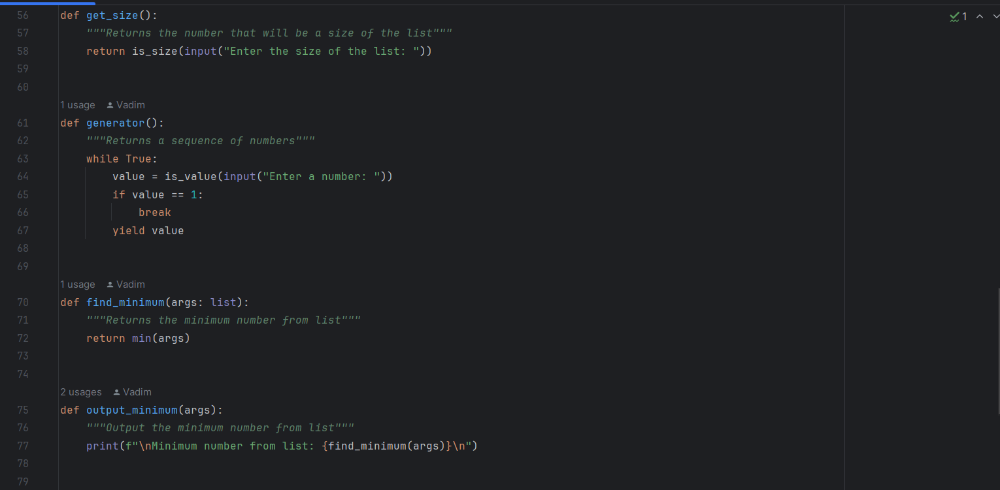 1
56 def get_size():
57     """Returns the number that will be a size of the list"""
58     return is_size(input("Enter the size of the list: "))
59
60
1 usage Vadim
61 def generator():
62     """Returns a sequence of numbers"""
63     while True:
64         value = is_value(input("Enter a number: "))
65         if value == 1:
66             break
67         yield value
68
69
1 usage Vadim
70 def find_minimum(args: list):
71     """Returns the minimum number from list"""
72     return min(args)
73
74
2 usages Vadim
75 def output_minimum(args):
76     """Output the minimum number from list"""
77     print(f"\nMinimum number from list: {find_minimum(args)}\n")
78
79